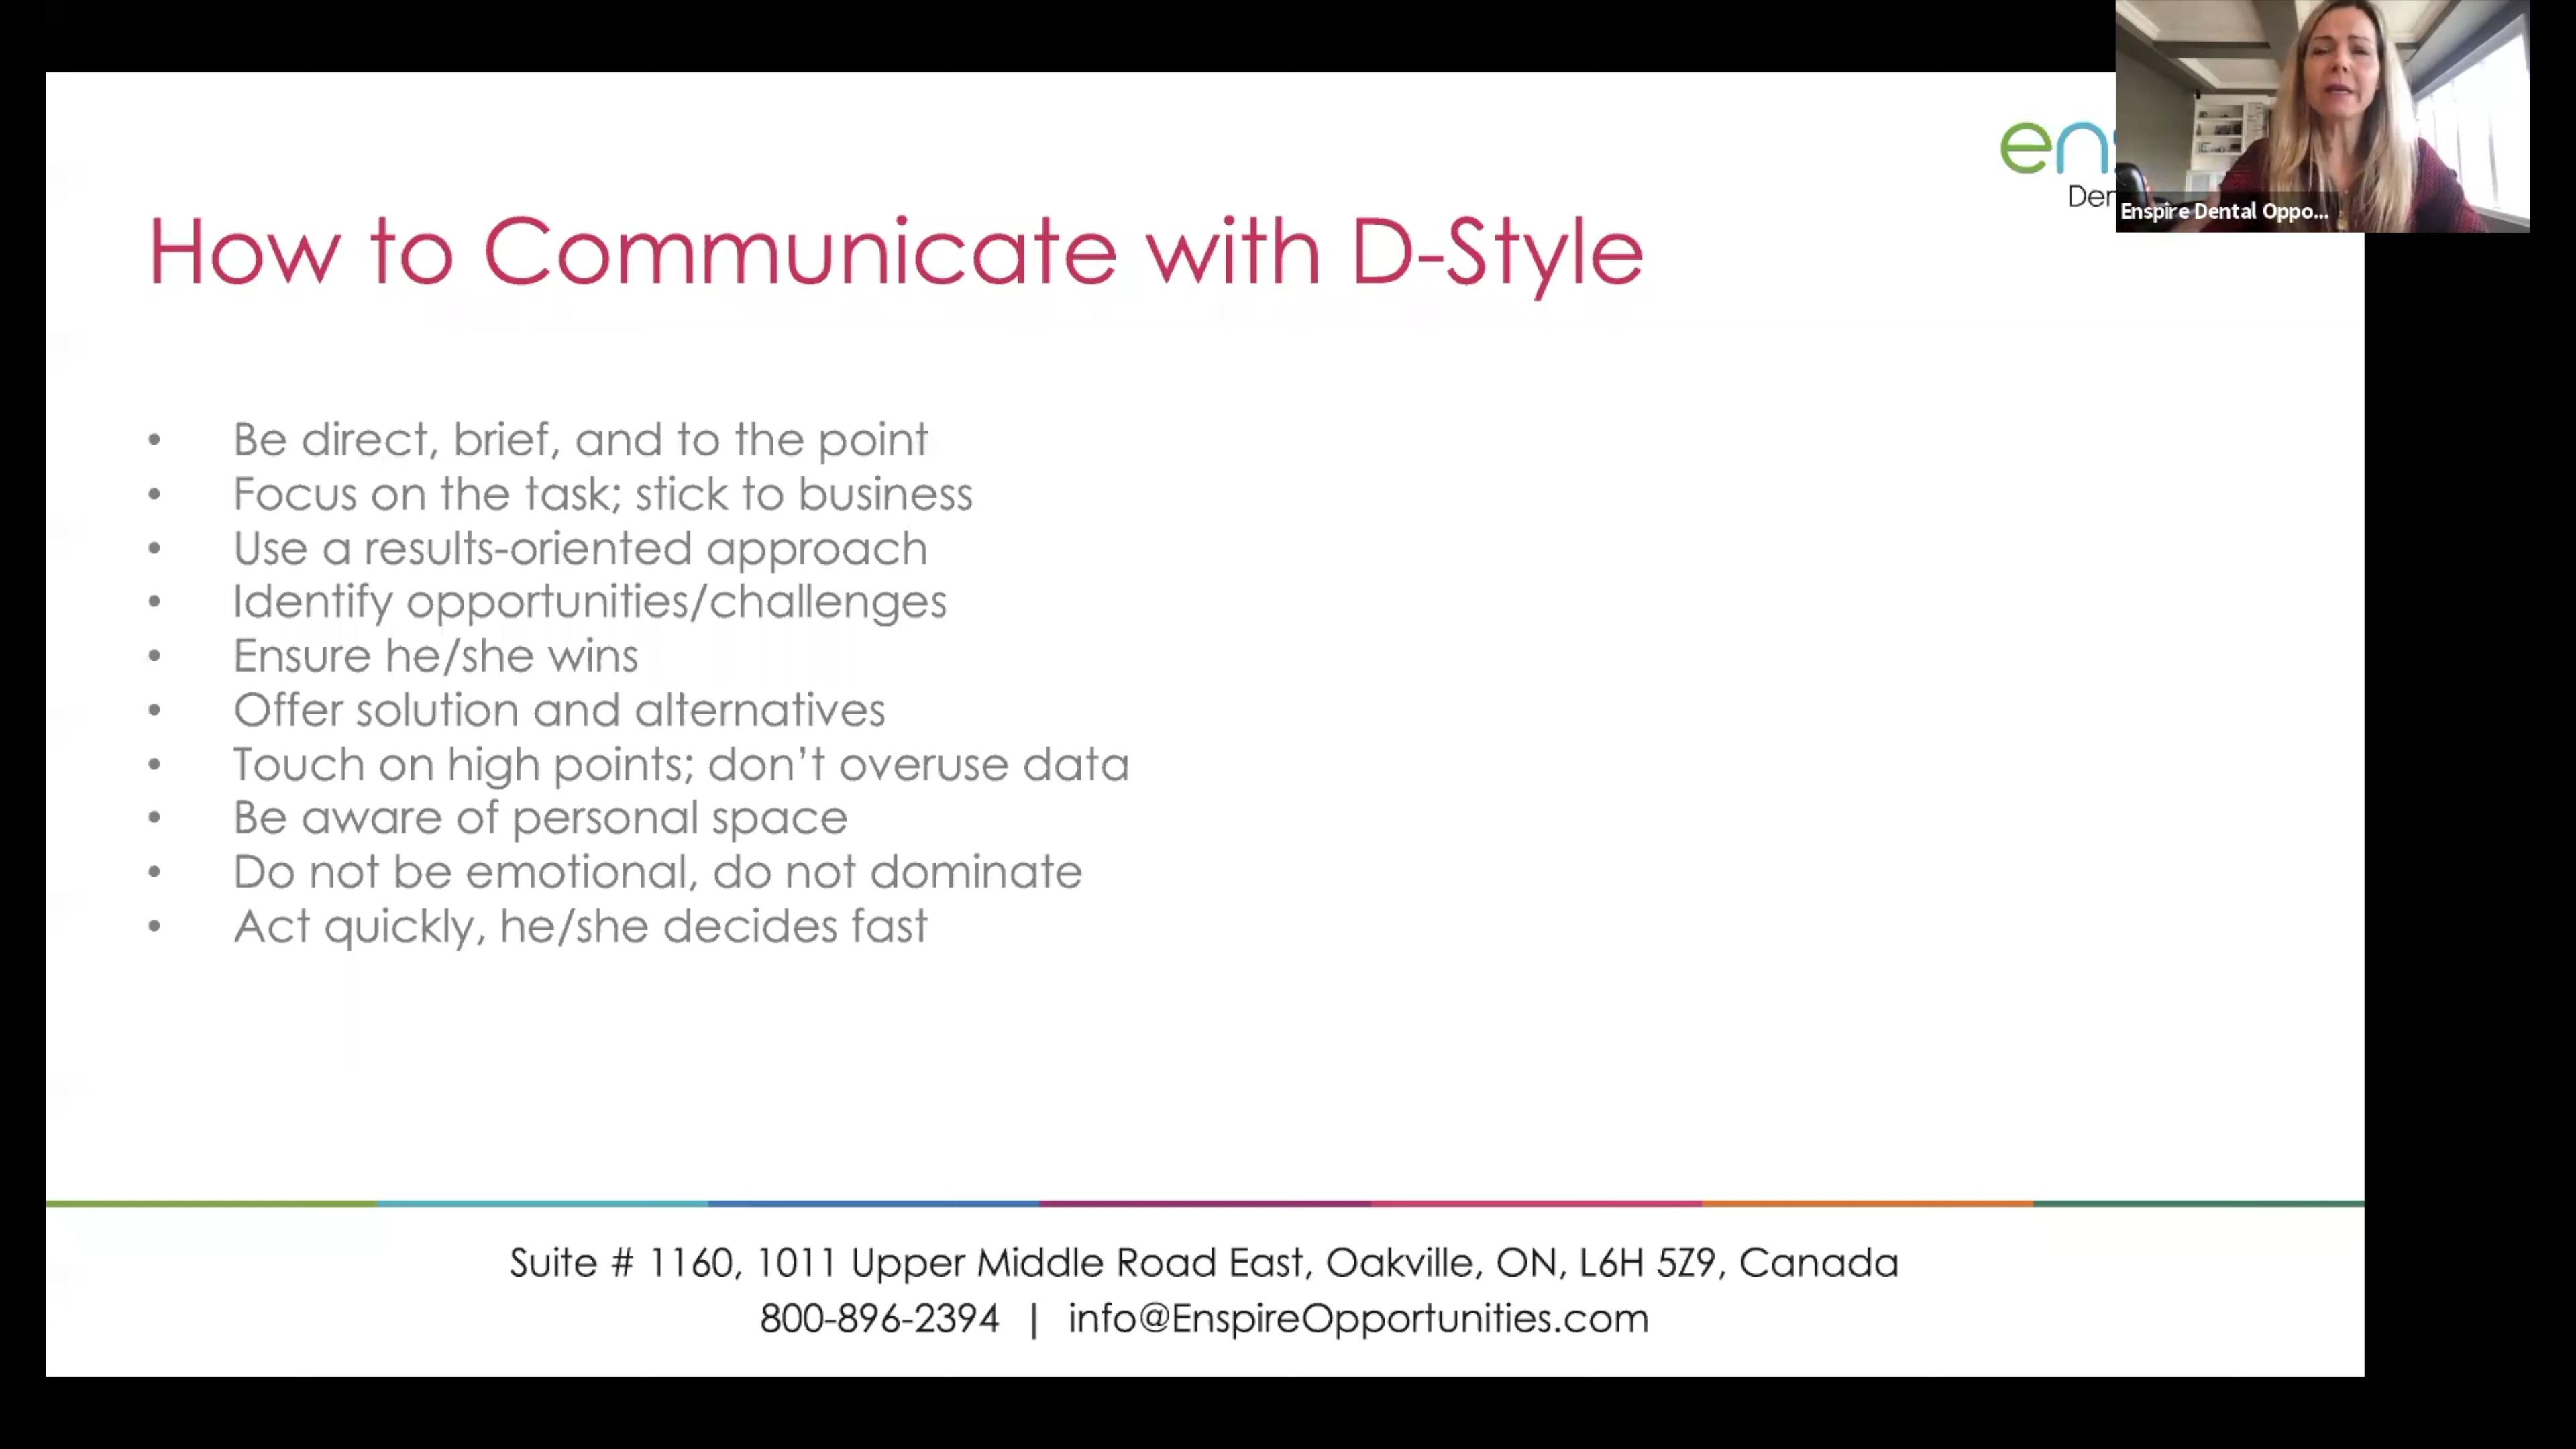 How to Communicate with D-Style
• Be direct, brief, and to the point
• Focus on the task; stick to business
• Use a results-oriented approach
• Identify opportunities/challenges
• Ensure he/she wins
• Offer solution and alternatives
• Touch on high points; don’t overuse data
• Be aware of personal space
• Do not be emotional, do not dominate
• Act quickly, he/she decides fast
Enspire Dental Oppo...
Suite # 1160, 1011 Upper Middle Road East, Oakville, ON, L6H 5Z9, Canada
800-896-2394 | info@EnspireOpportunities.com